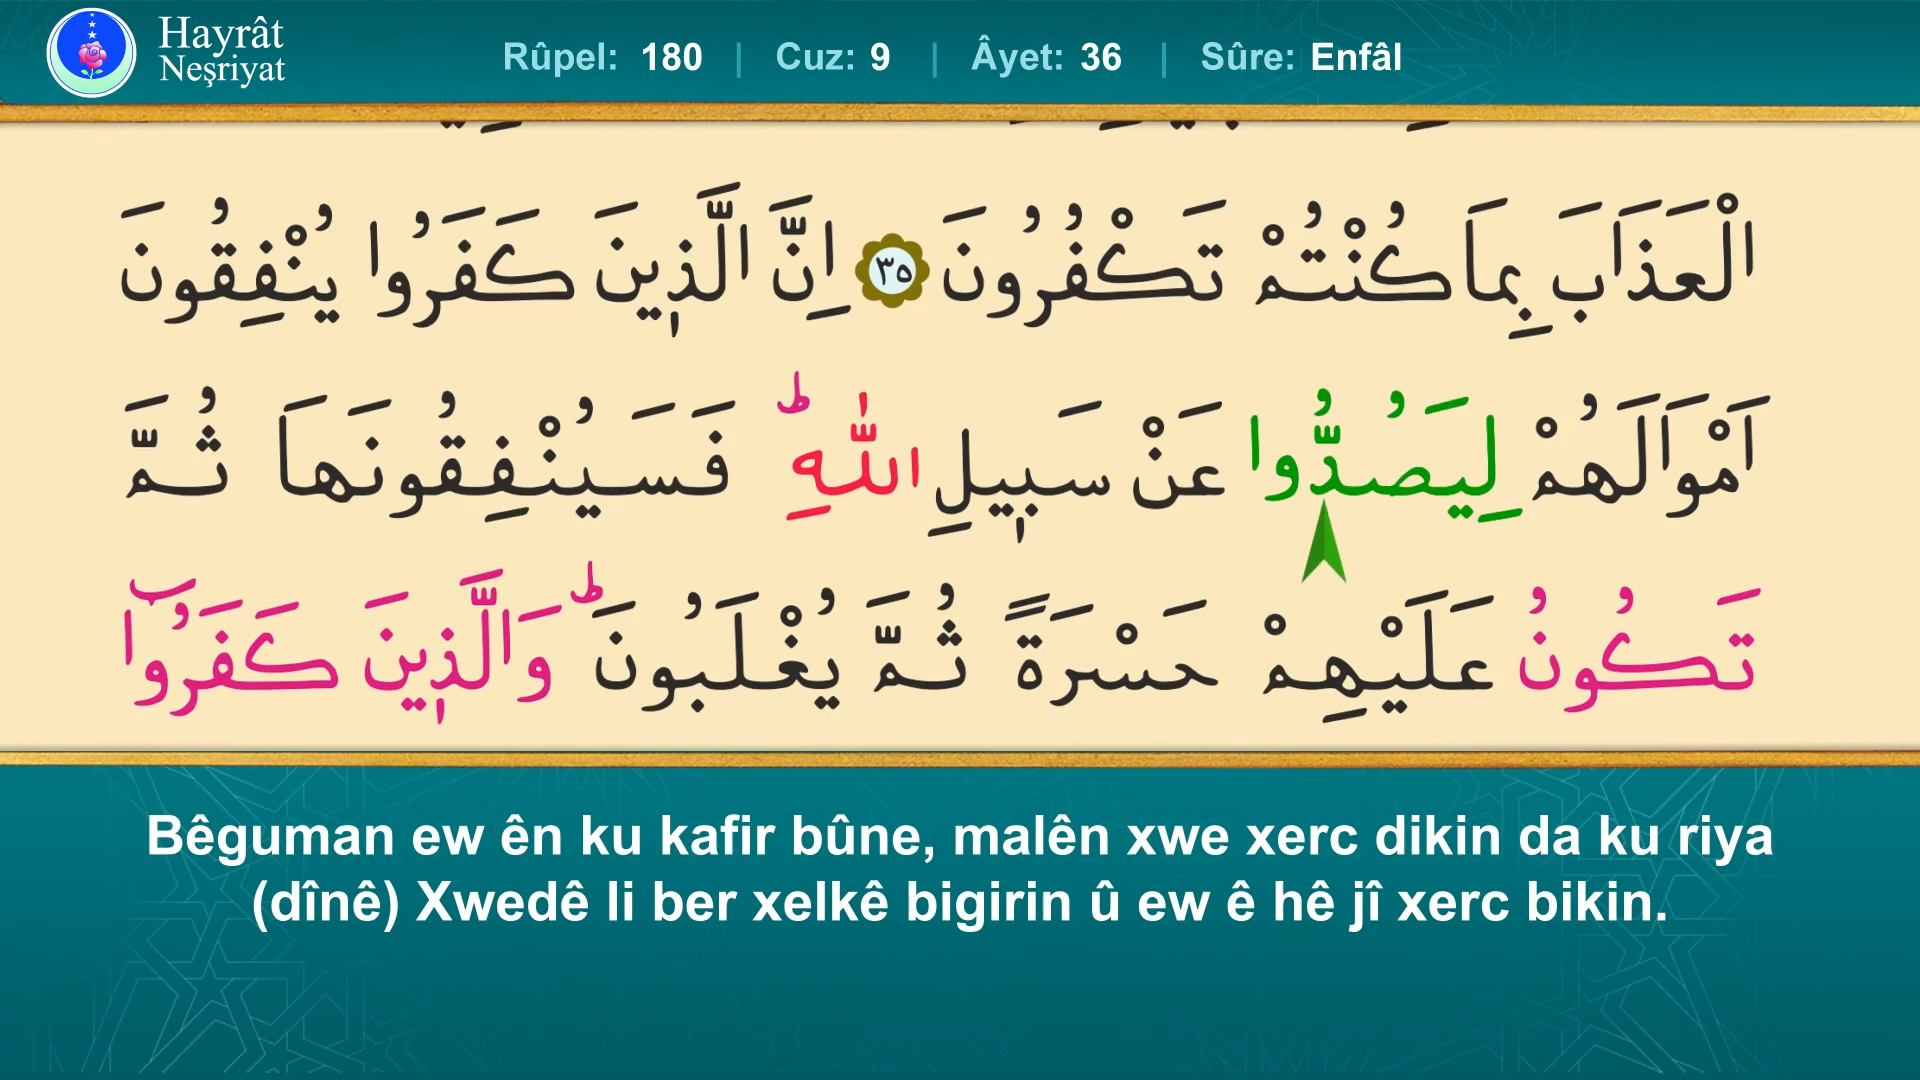 Hayrât
Neşriyat
Rûpel: 180 | Cuz: 9 | Âyet: 36 | Sûre: Enfâl
الْعَذَابَ بِمَا كُنْتُمْ تَكْفُرُونَ ٣٥ اِنَّ الَّذ۪ينَ كَفَرُوا يُنْفِقُونَ
اَمْوَالَهُمْ لِيَصُدُّوا عَنْ سَب۪يلِ اللّٰهِۜ فَسَيُنْفِقُونَهَا ثُمَّ
تَكُونُ عَلَيْهِمْ حَسْرَةً ثُمَّ يُغْلَبُونَۜ وَالَّذ۪ينَ كَفَرُٓوا
Bêguman ew ên ku kafir bûne, malên xwe xerc dikin da ku riya
(dînê) Xwedê li ber xelkê bigirin û ew ê hê jî xerc bikin.